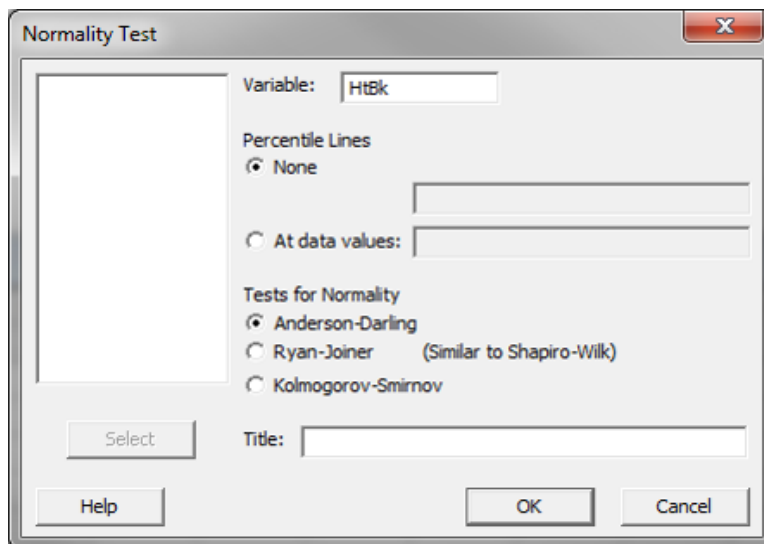 Normality Test
Variable: HtBk
Percentile Lines
None
At data values:
Tests for Normality
Anderson-Darling
Ryan-Joiner (Similar to Shapiro-Wilk)
Kolmogorov-Smirnov
Select
Title:
Help OK Cancel